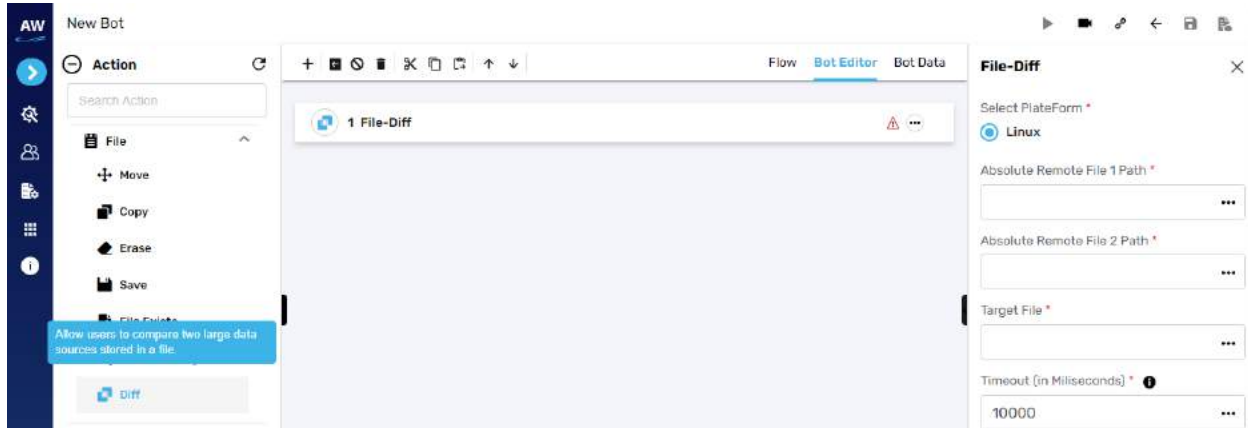 AW
New Bot
Action
Search Action
File
Move
Copy
Erase
Save
File Exists
Allow users to compare two large data
sources stored in a file.
Diff
Flow Bot Editor Bot Data
1 File-Diff
File-Diff
Select PlateForm *
Linux
Absolute Remote File 1 Path *
Absolute Remote File 2 Path *
Target File *
Timeout (in Miliseconds) *
10000